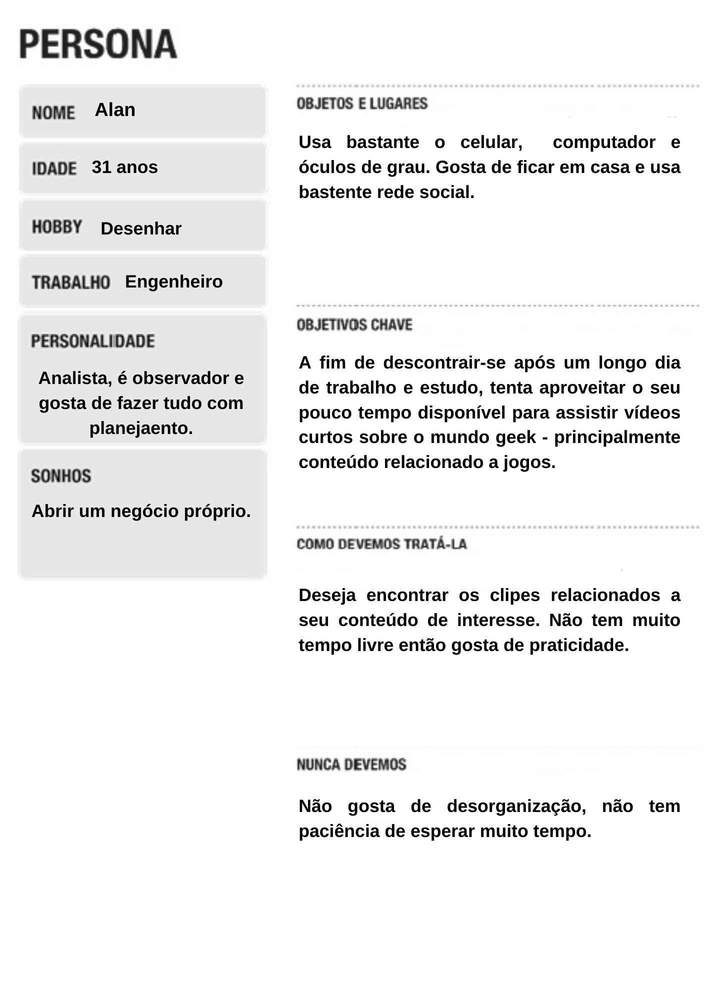 PERSONA
NOME Alan
IDADE 31 anos
HOBBY Desenhar
TRABALHO Engenheiro
PERSONALIDADE
Analista, é observador e
gosta de fazer tudo com
planejaento.
SONHOS
Abrir um negócio próprio.
OBJETOS E LUGARES
Usa bastante o celular, computador e
óculos de grau. Gosta de ficar em casa e usa
bastente rede social.
OBJETIVOS CHAVE
A fim de descontrair-se após um longo dia
de trabalho e estudo, tenta aproveitar o seu
pouco tempo disponível para assistir vídeos
curtos sobre o mundo geek - principalmente
conteúdo relacionado a jogos.
COMO DEVEMOS TRATÁ-LA
Deseja encontrar os clipes relacionados a
seu conteúdo de interesse. Não tem muito
tempo livre então gosta de praticidade.
NUNCA DEVEMOS
Não gosta de desorganização, não tem
paciência de esperar muito tempo.